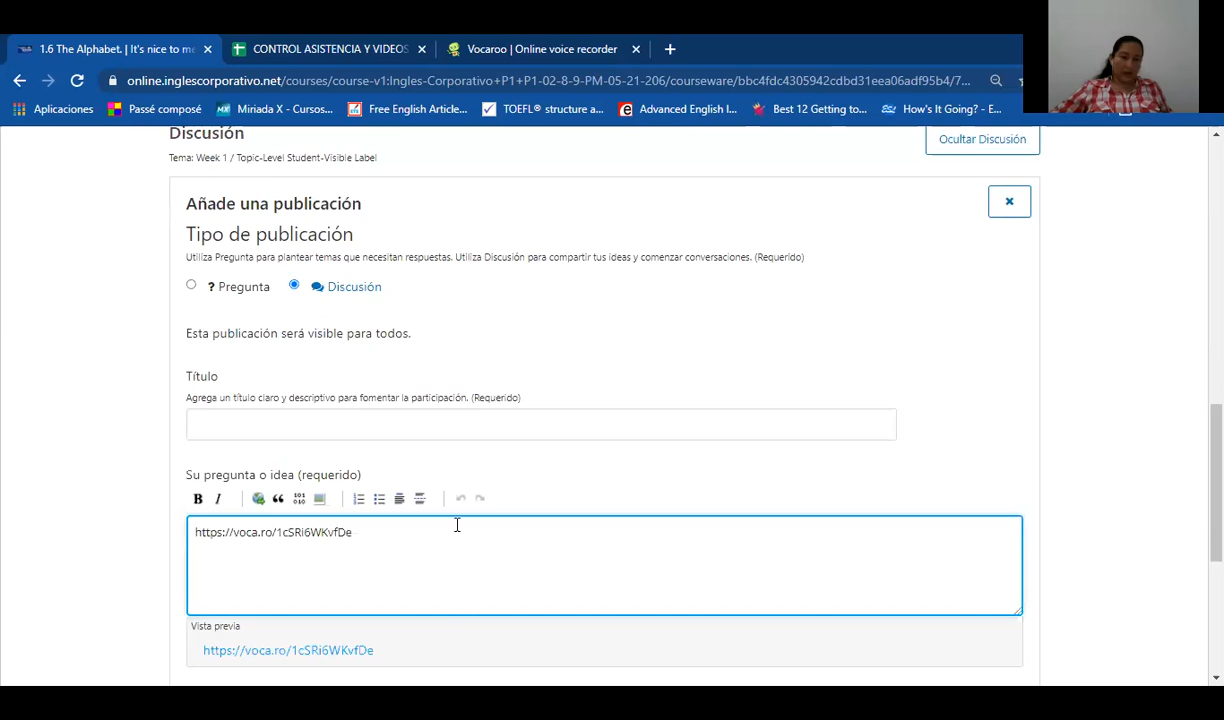 1.6 The Alphabet. | It's nice to me
CONTROL ASISTENCIA Y VIDEOS
Vocaroo | Online voice recorder
online.inglescorporativo.net/courses/course-v1:Ingles-Corporativo+P1+P1-02-8-9-PM-05-21-206/courseware/bbc4fdc4305942cdbd31eea06adf95b4/7...
Aplicaciones
Passé composé
Miriada X - Cursos...
Free English Article...
TOEFL® structure a...
Advanced English I...
Best 12 Getting to...
How's It Going? - E...
Discusión
Ocultar Discusión
Tema: Week 1 / Topic-Level Student-Visible Label
Añade una publicación
Tipo de publicación
Utiliza Pregunta para plantear temas que necesitan respuestas. Utiliza Discusión para compartir tus ideas y comenzar conversaciones. (Requerido)
? Pregunta
Discusión
Esta publicación será visible para todos.
Título
Agrega un título claro y descriptivo para fomentar la participación. (Requerido)
Su pregunta o idea (requerido)
B I
https://voca.ro/1cSRi6WKvfDe
Vista previa
https://voca.ro/1cSRi6WKvfDe